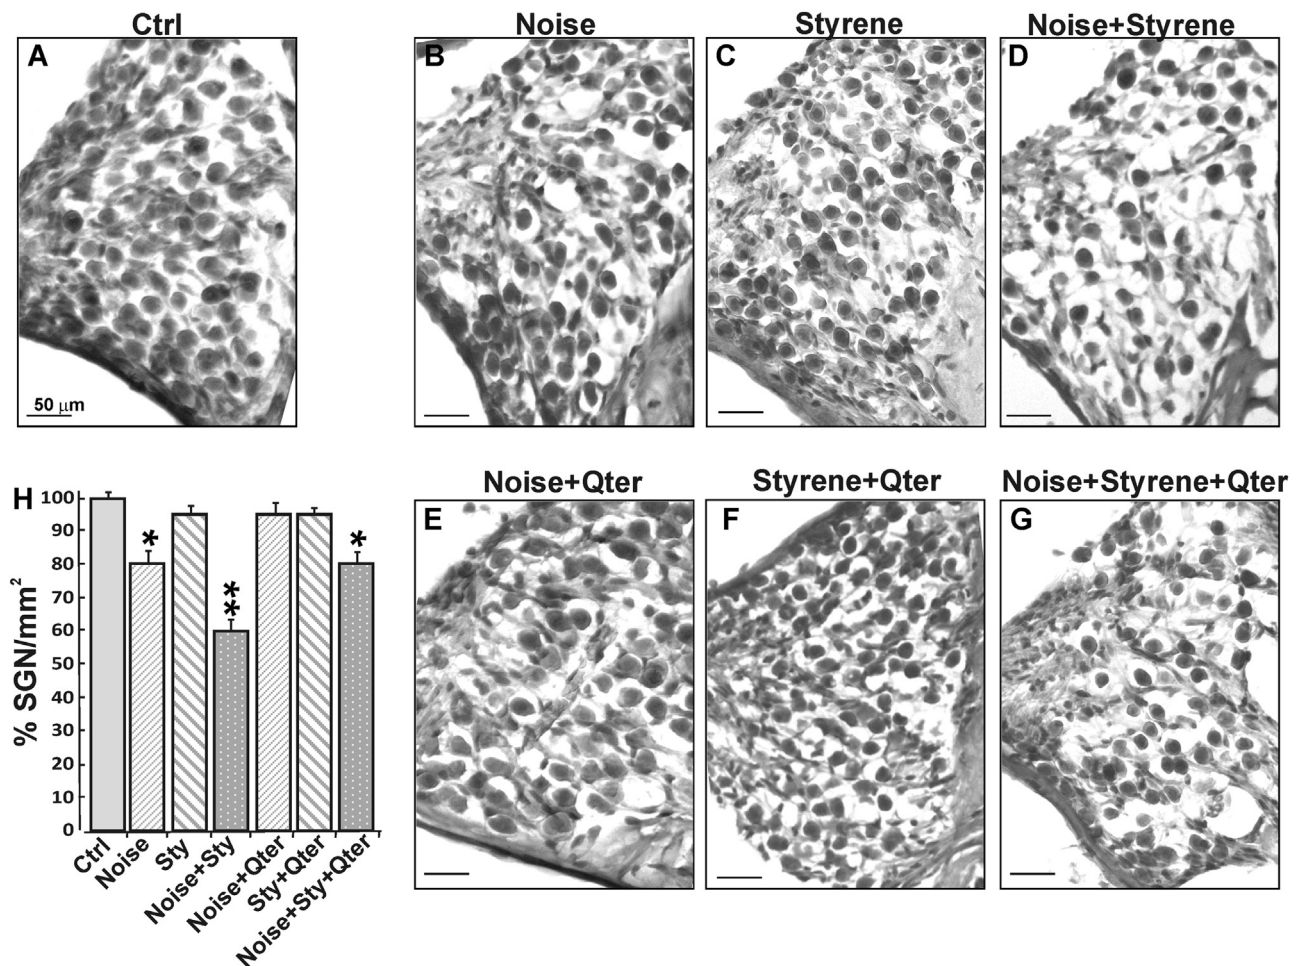 Ctrl
Noise
Styrene
Noise+Styrene
A
B
C
D
50 μm
Noise+Qter
Styrene+Qter
Noise+Styrene+Qter
E
F
G
H
% SGN/mm²
100
90
80
70
60
50
40
30
20
10
0
*
**
*
Ctrl
Noise
Sty
Noise+Sty
Noise+Qter
Sty+Qter
Noise+Sty+Qter